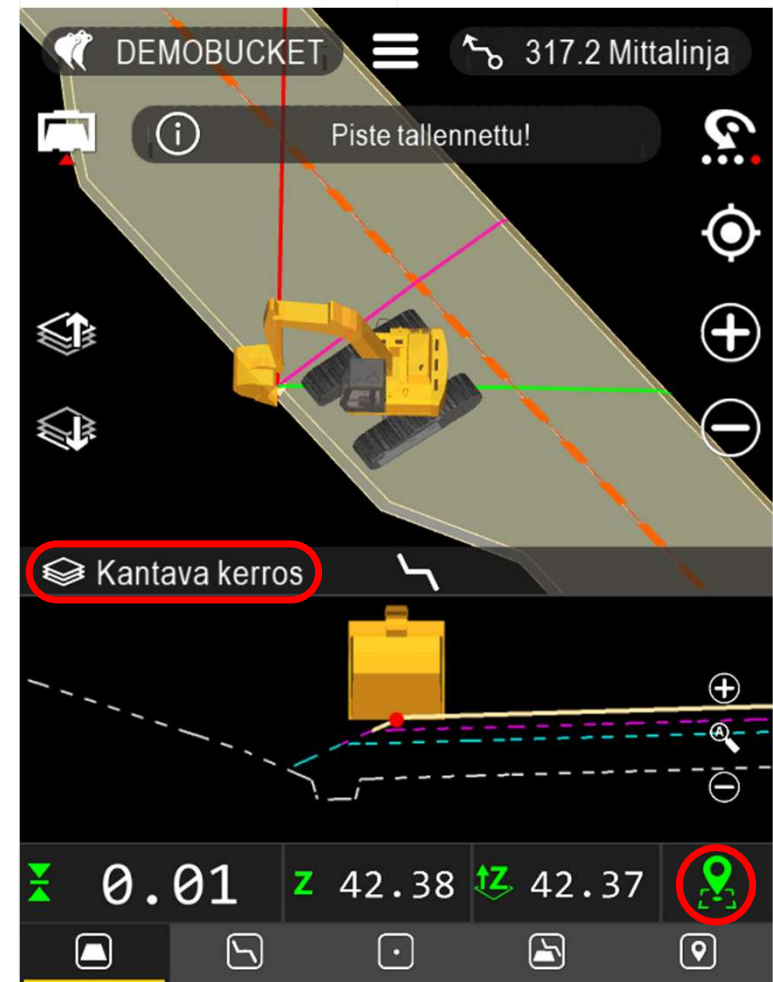 DEMOBUCKET
317.2 Mittalinja
Piste tallennettu!
Kantava kerros
A
0.01
Z 42.38
Z 42.37